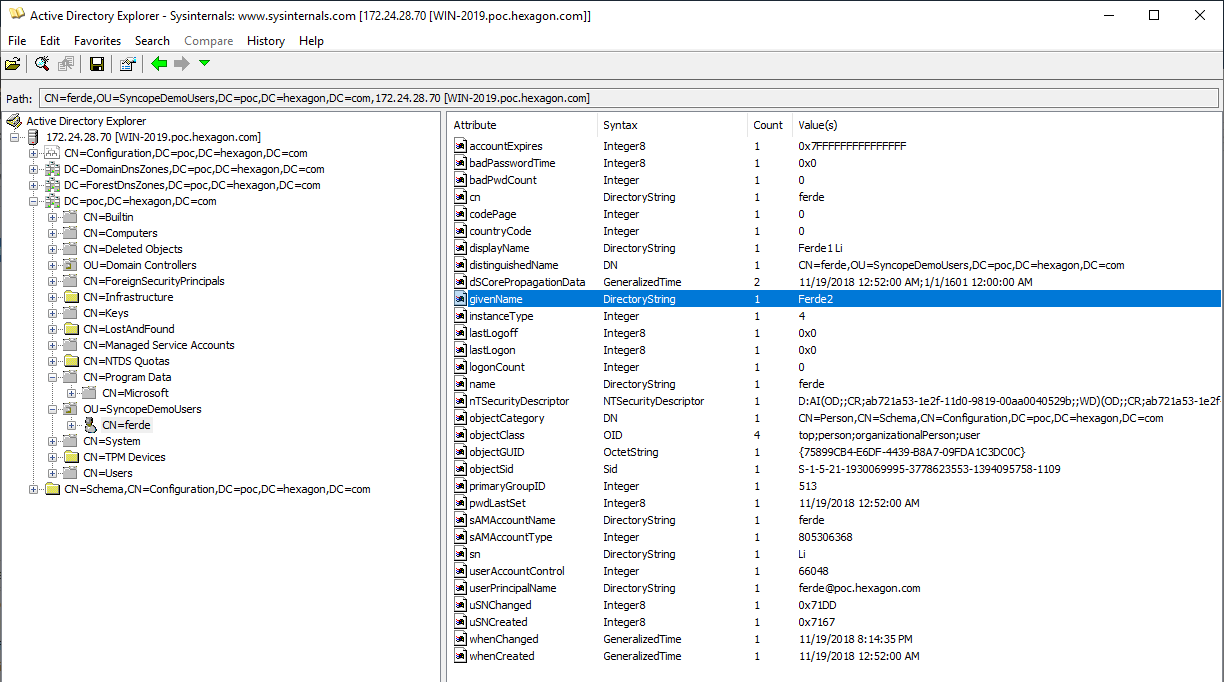 Active Directory Explorer - Sysinternals: www.sysinternals.com [172.24.28.70 [WIN-2019.poc.hexagon.com]]
File Edit Favorites Search Compare History Help
Path: CN=ferde,OU=SyncopeDemoUsers,DC=poc,DC=hexagon,DC=com,172.24.28.70 [WIN-2019.poc.hexagon.com]
Active Directory Explorer
172.24.28.70 [WIN-2019.poc.hexagon.com]
CN=Configuration,DC=poc,DC=hexagon,DC=com
DC=DomainDnsZones,DC=poc,DC=hexagon,DC=com
DC=ForestDnsZones,DC=poc,DC=hexagon,DC=com
DC=poc,DC=hexagon,DC=com
CN=Builtin
CN=Computers
CN=Deleted Objects
OU=Domain Controllers
CN=ForeignSecurityPrincipals
CN=Infrastructure
CN=Keys
CN=LostAndFound
CN=Managed Service Accounts
CN=NTDS Quotas
CN=Program Data
CN=Microsoft
OU=SyncopeDemoUsers
CN=ferde
CN=System
CN=TPM Devices
CN=Users
CN=Schema,CN=Configuration,DC=poc,DC=hexagon,DC=com
Attribute Syntax Count Value(s)
accountExpires Integer8 1 0x7FFFFFFFFFFFFFFF
badPasswordTime Integer8 1 0x0
badPwdCount Integer 1 0
cn DirectoryString 1 ferde
codePage Integer 1 0
countryCode Integer 1 0
displayName DirectoryString 1 Ferde1 Li
distinguishedName DN 1 CN=ferde,OU=SyncopeDemoUsers,DC=poc,DC=hexagon,DC=com
dSCorePropagationData GeneralizedTime 2 11/19/2018 12:52:00 AM;1/1/1601 12:00:00 AM
givenName DirectoryString 1 Ferde2
instanceType Integer 1 4
lastLogoff Integer8 1 0x0
lastLogon Integer8 1 0x0
logonCount Integer 1 0
name DirectoryString 1 ferde
nTSecurityDescriptor NTSecurityDescriptor 1 D:AI(OD;;CR;ab721a53-1e2f-11d0-9819-00aa0040529b;;WD)(OD;;CR;ab721a53-1e2f
objectCategory DN 1 CN=Person,CN=Schema,CN=Configuration,DC=poc,DC=hexagon,DC=com
objectClass OID 4 top;person;organizationalPerson;user
objectGUID OctetString 1 {75899CB4-E6DF-4439-B8A7-09FDA1C3DC0C}
objectSid Sid 1 S-1-5-21-1930069995-3778623553-1394095758-1109
primaryGroupID Integer 1 513
pwdLastSet Integer8 1 11/19/2018 12:52:00 AM
sAMAccountName DirectoryString 1 ferde
sAMAccountType Integer 1 805306368
sn DirectoryString 1 Li
userAccountControl Integer 1 66048
userPrincipalName DirectoryString 1 ferde@poc.hexagon.com
uSNChanged Integer8 1 0x71DD
uSNCreated Integer8 1 0x7167
whenChanged GeneralizedTime 1 11/19/2018 8:14:35 PM
whenCreated GeneralizedTime 1 11/19/2018 12:52:00 AM